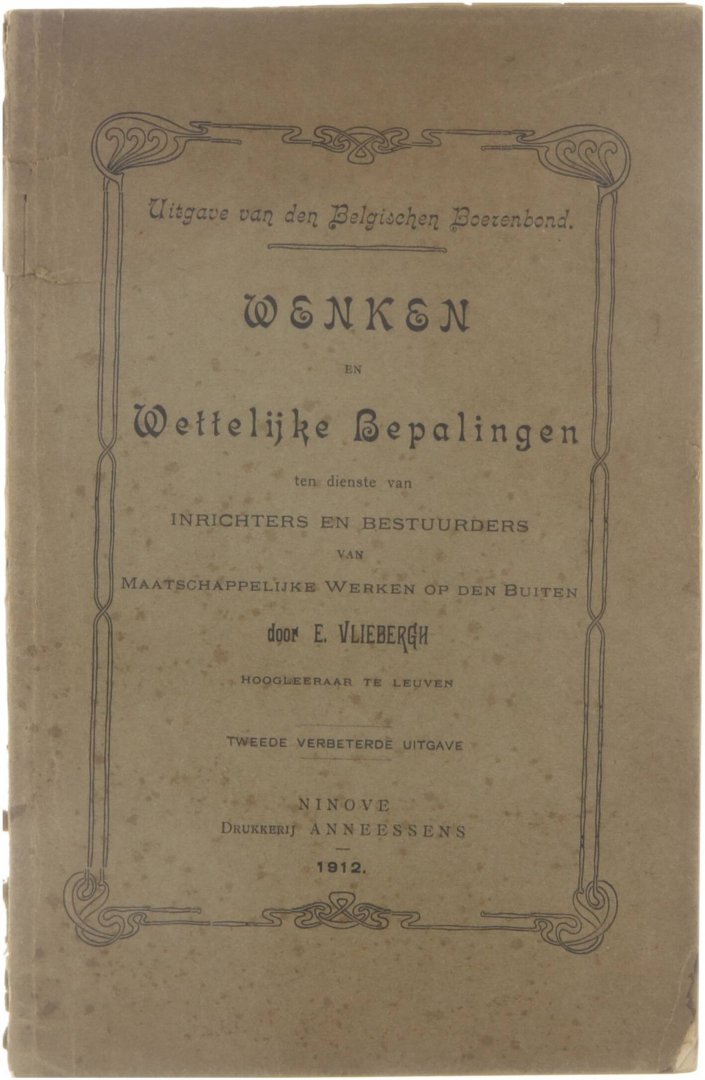 Uitgave van den Belgischen Boerenbond.
WENKEN
EN
Wettelijke Bepalingen
ten dienste van
INRICHTERS EN BESTUURDERS
VAN
MAATSCHAPPELIJKE WERKEN OP DEN BUITEN
door E. VLIEBERGH
HOOGLEERAAR TE LEUVEN
TWEEDE VERBETERDE UITGAVE
NINOVE
DRUKKERIJ ANNEESSENS
1912.